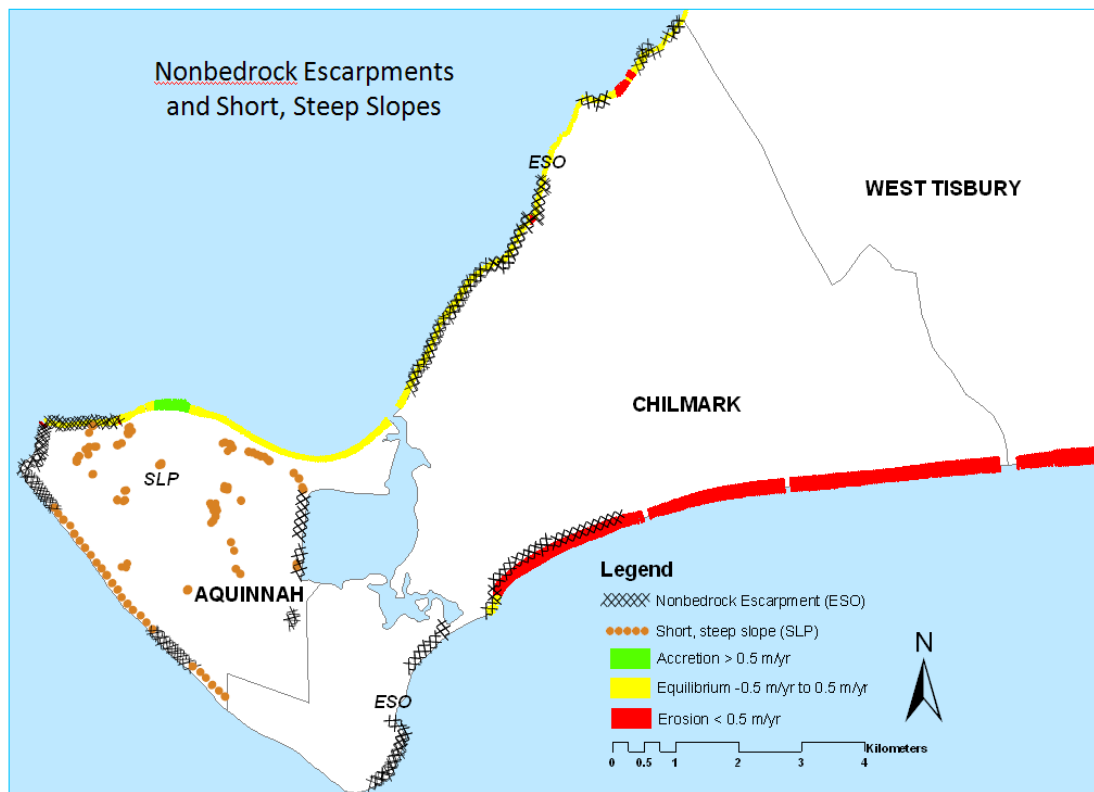 Nonbedrock Escarpments
and Short, Steep Slopes
ESO
WEST TISBURY
CHILMARK
SLP
AQUINNAH
ESO
Legend
Nonbedrock Escarpment (ESO)
Short, steep slope (SLP)
Accretion > 0.5 m/yr
Equilibrium -0.5 m/yr to 0.5 m/yr
Erosion < 0.5 m/yr
N
Kilometers
0 0.5 1 2 3 4